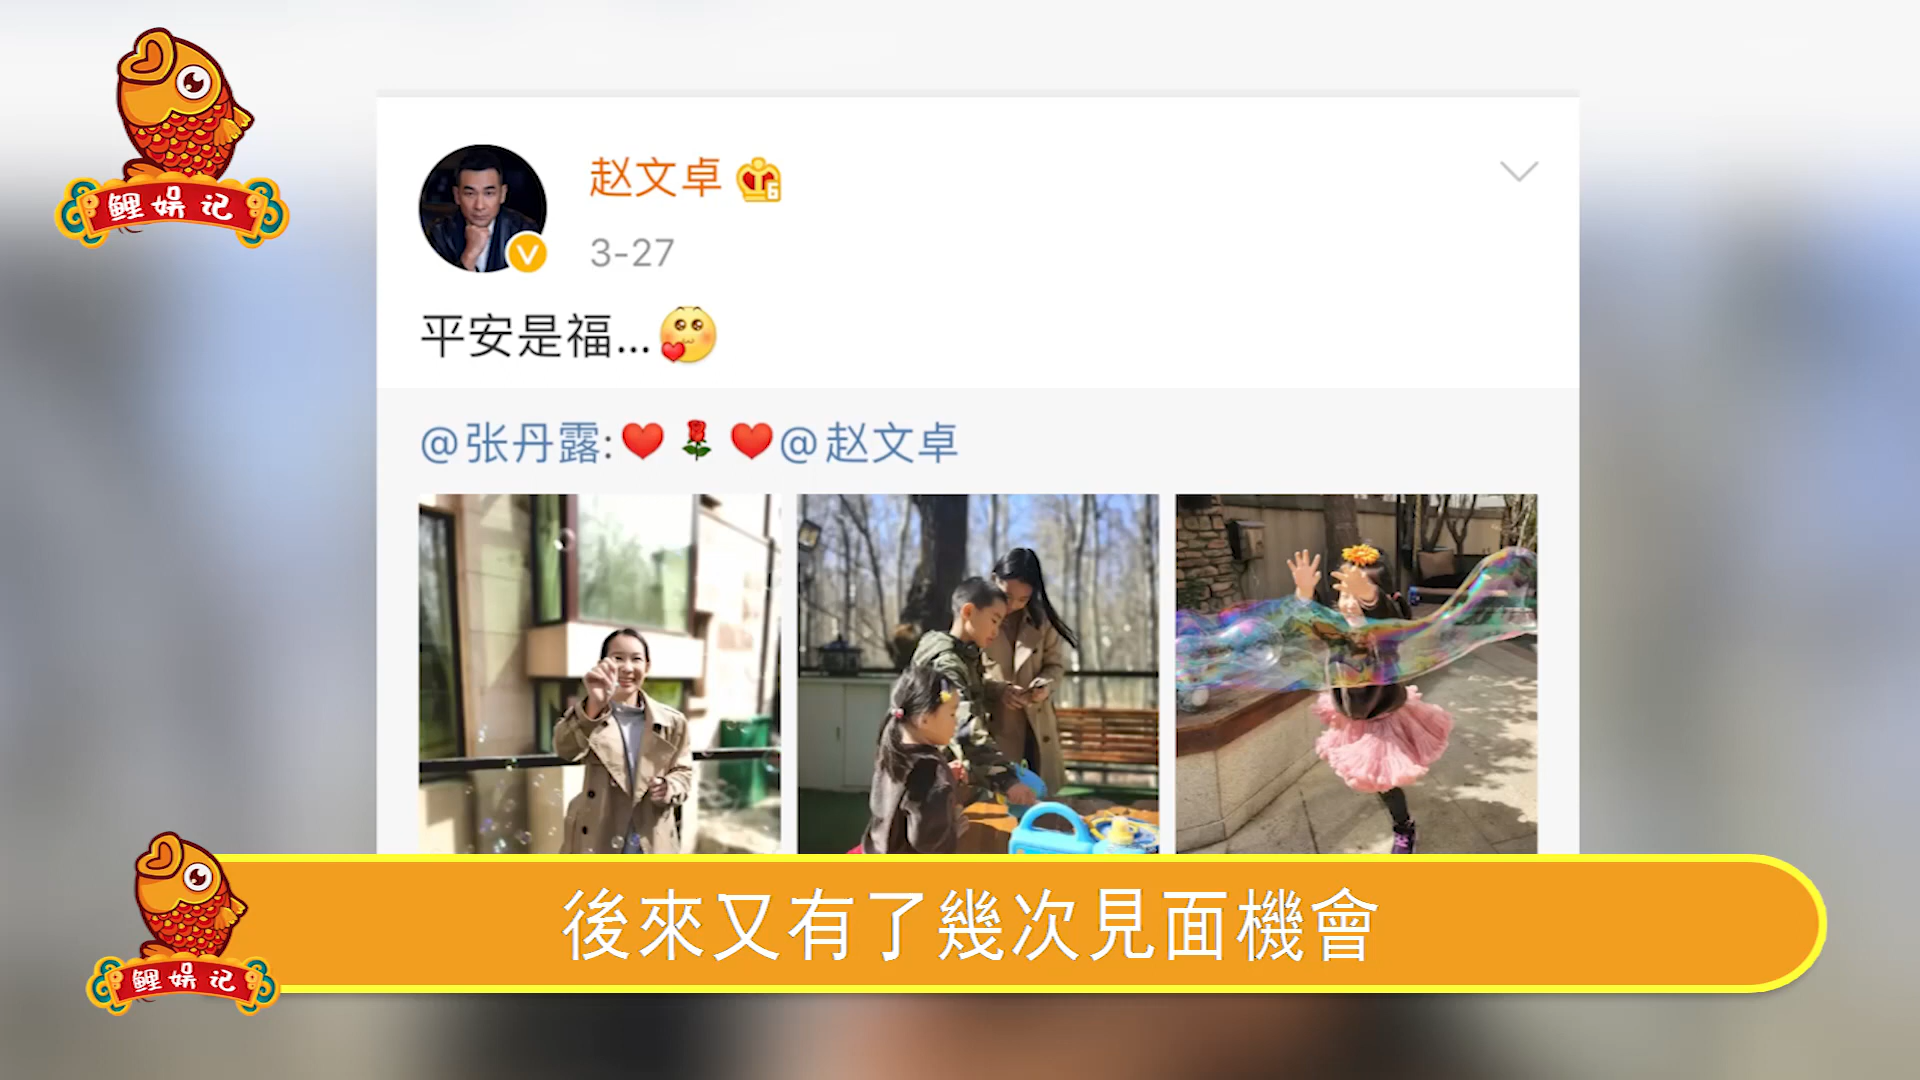 鲤娱记
赵文卓 6
V
3-27
平安是福...
@张丹露:❤️🌹❤️@赵文卓
後來又有了幾次見面機會
鲤娱记